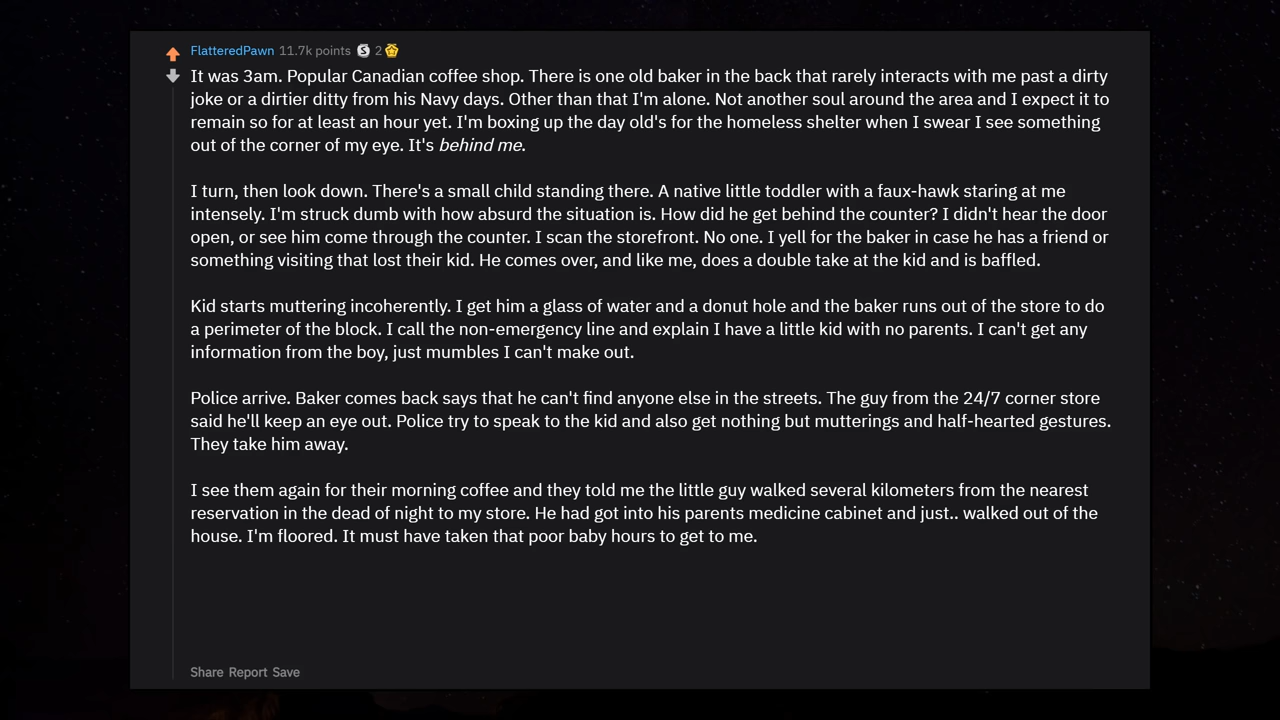 FlatteredPawn 11.7k points S 2
It was 3am. Popular Canadian coffee shop. There is one old baker in the back that rarely interacts with me past a dirty
joke or a dirtier ditty from his Navy days. Other than that I'm alone. Not another soul around the area and I expect it to
remain so for at least an hour yet. I'm boxing up the day old's for the homeless shelter when I swear I see something
out of the corner of my eye. It's behind me.
I turn, then look down. There's a small child standing there. A native little toddler with a faux-hawk staring at me
intensely. I'm struck dumb with how absurd the situation is. How did he get behind the counter? I didn't hear the door
open, or see him come through the counter. I scan the storefront. No one. I yell for the baker in case he has a friend or
something visiting that lost their kid. He comes over, and like me, does a double take at the kid and is baffled.
Kid starts muttering incoherently. I get him a glass of water and a donut hole and the baker runs out of the store to do
a perimeter of the block. I call the non-emergency line and explain I have a little kid with no parents. I can't get any
information from the boy, just mumbles I can't make out.
Police arrive. Baker comes back says that he can't find anyone else in the streets. The guy from the 24/7 corner store
said he'll keep an eye out. Police try to speak to the kid and also get nothing but mutterings and half-hearted gestures.
They take him away.
I see them again for their morning coffee and they told me the little guy walked several kilometers from the nearest
reservation in the dead of night to my store. He had got into his parents medicine cabinet and just.. walked out of the
house. I'm floored. It must have taken that poor baby hours to get to me.
Share Report Save